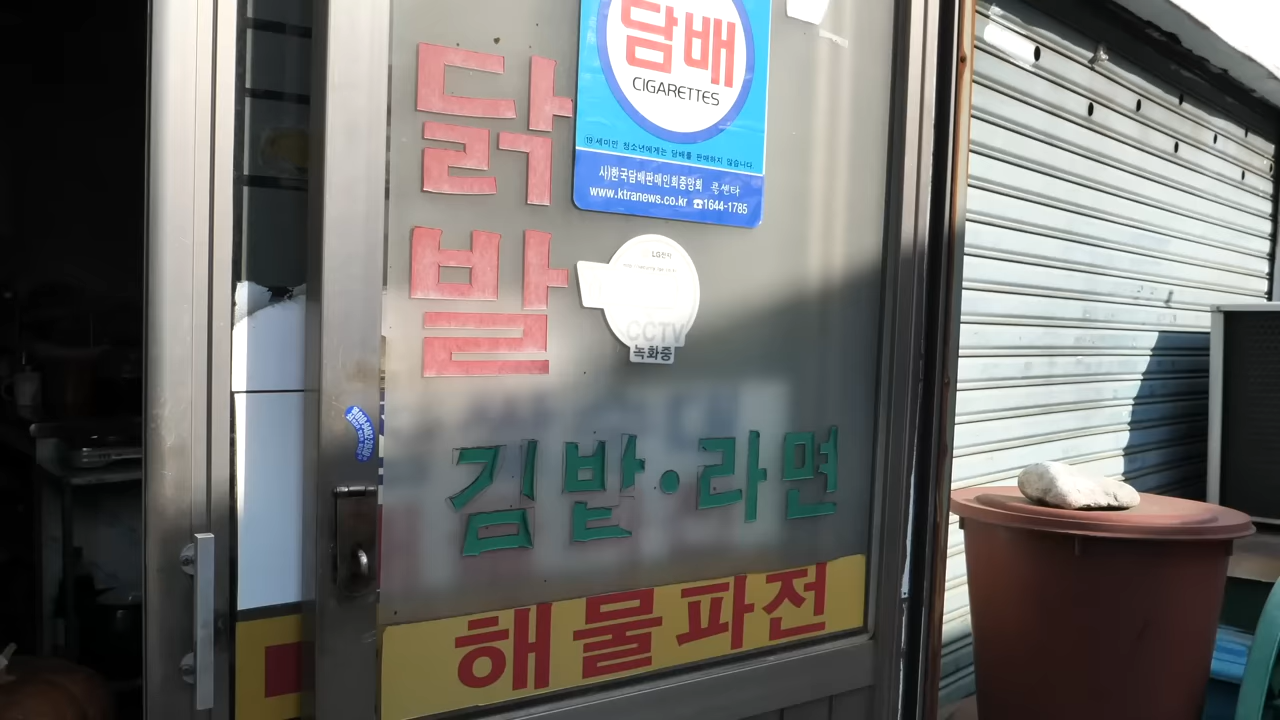 담배
CIGARETTES
19세미만 청소년에게는 담배를 판매하지 않습니다.
사)한국담배판매인회중앙회 콜센타
www.ktranews.co.kr ☎1644-1785
닭
발
CCTV
녹화중
김밥·라면
해물파전